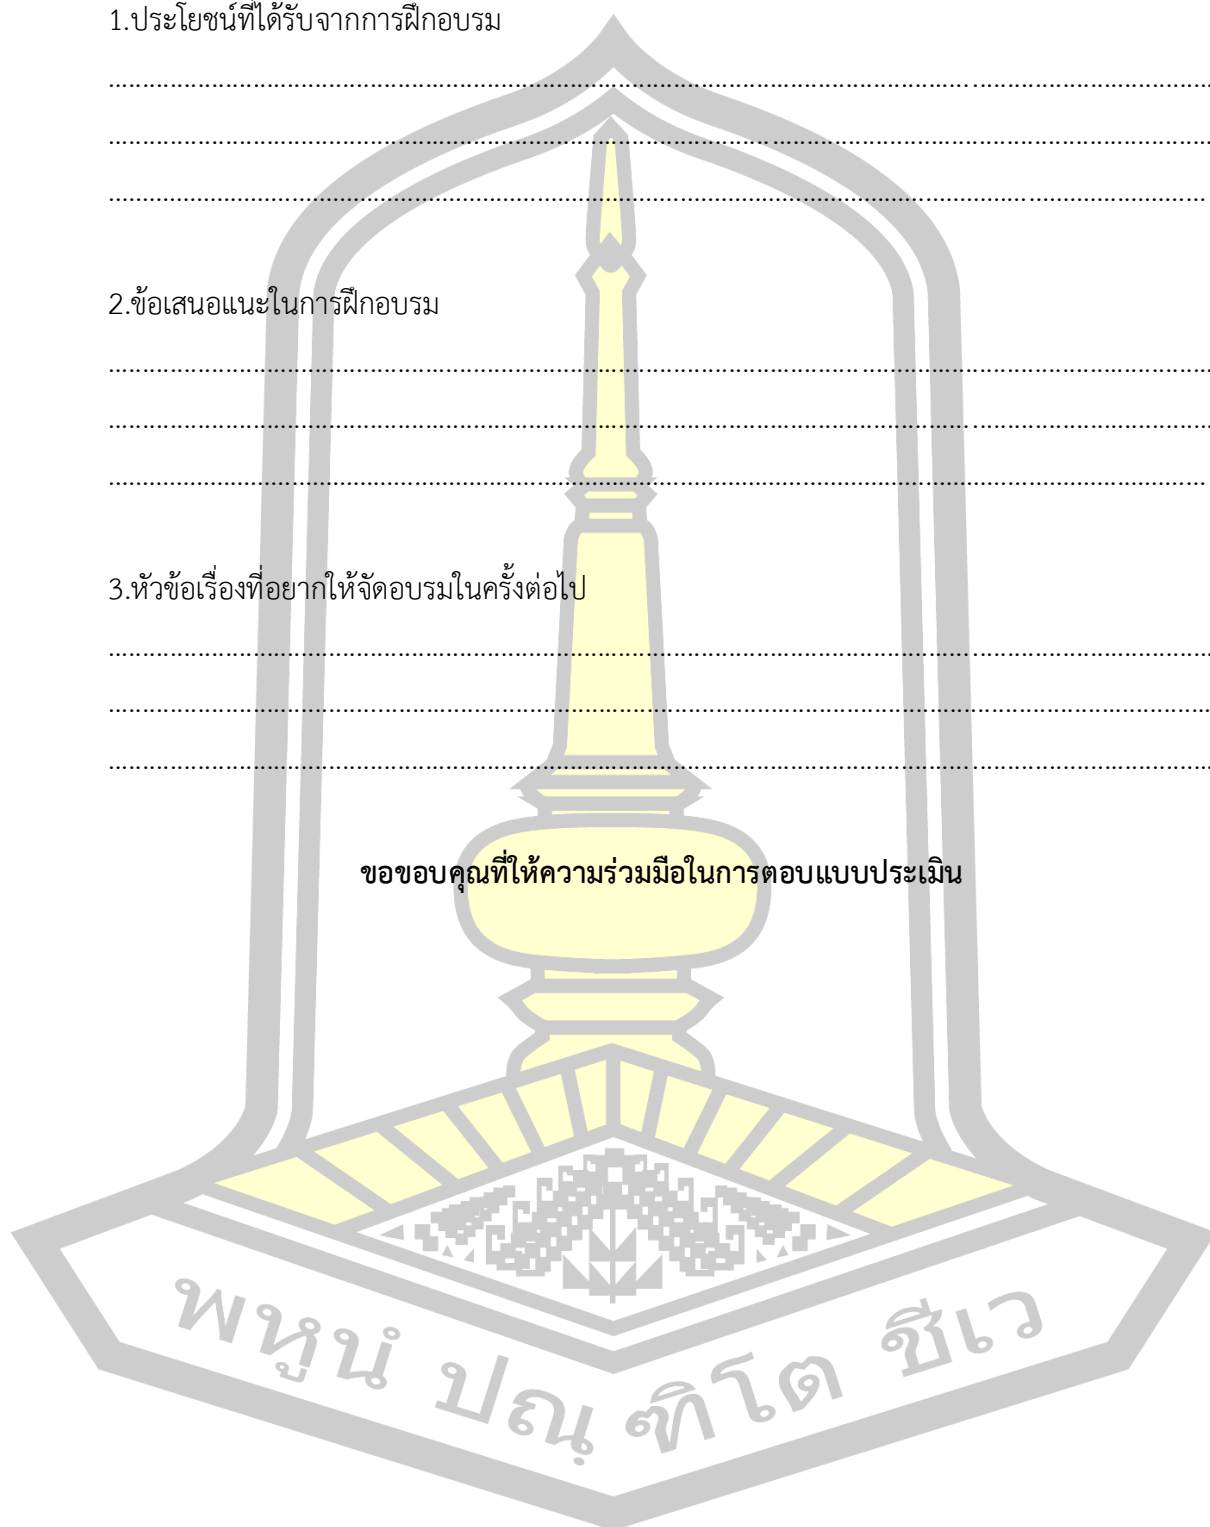 1.ประโยชน์ที่ได้รับจากการฝึกอบรม
................................................................................................................................
................................................................................................................................
................................................................................................................................
2.ข้อเสนอแนะในการฝึกอบรม
................................................................................................................................
................................................................................................................................
................................................................................................................................
3.หัวข้อเรื่องที่อยากให้จัดอบรมในครั้งต่อไป
................................................................................................................................
................................................................................................................................
................................................................................................................................
ขอขอบคุณที่ให้ความร่วมมือในการตอบแบบประเมิน
พหูนํ ปณฺฑิโต ชีเว